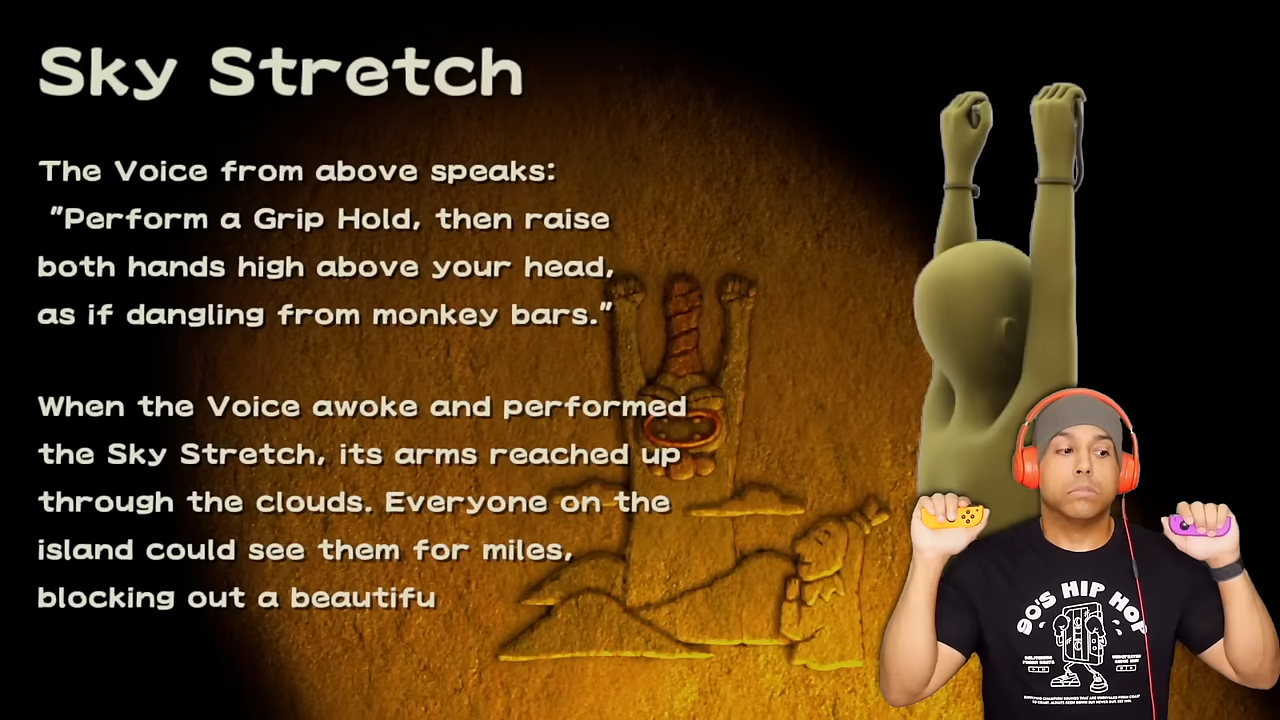 Sky Stretch
The Voice from above speaks:
"Perform a Grip Hold, then raise
both hands high above your head,
as if dangling from monkey bars."
When the Voice awoke and performed
the Sky Stretch, its arms reached up
through the clouds. Everyone on the
island could see them for miles,
blocking out a beautifu
90'S HIP HOP